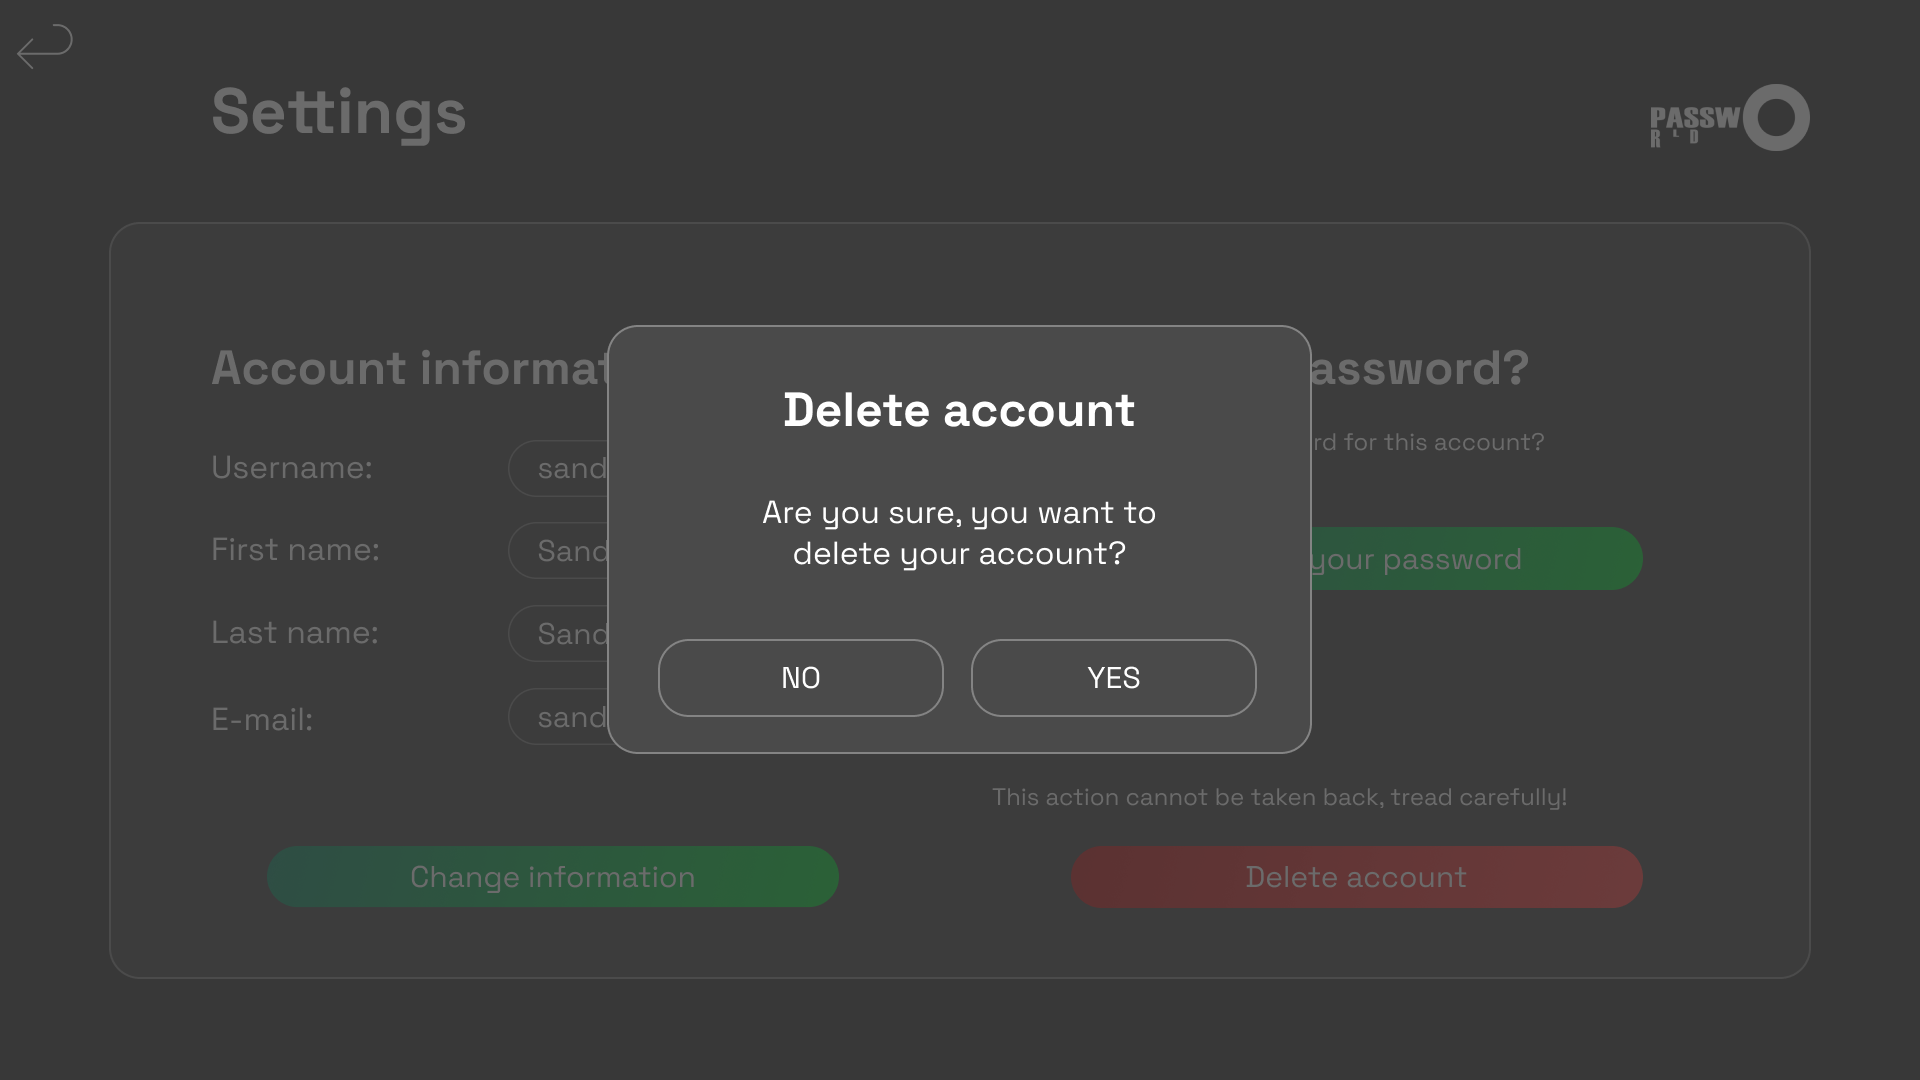 Settings
PASSWO
RLD
Account informat
assword?
Delete account
rd for this account?
Username:
sand
Are you sure, you want to
delete your account?
First name:
Sand
your password
Last name:
Sand
NO
YES
E-mail:
sand
This action cannot be taken back, tread carefully!
Change information
Delete account